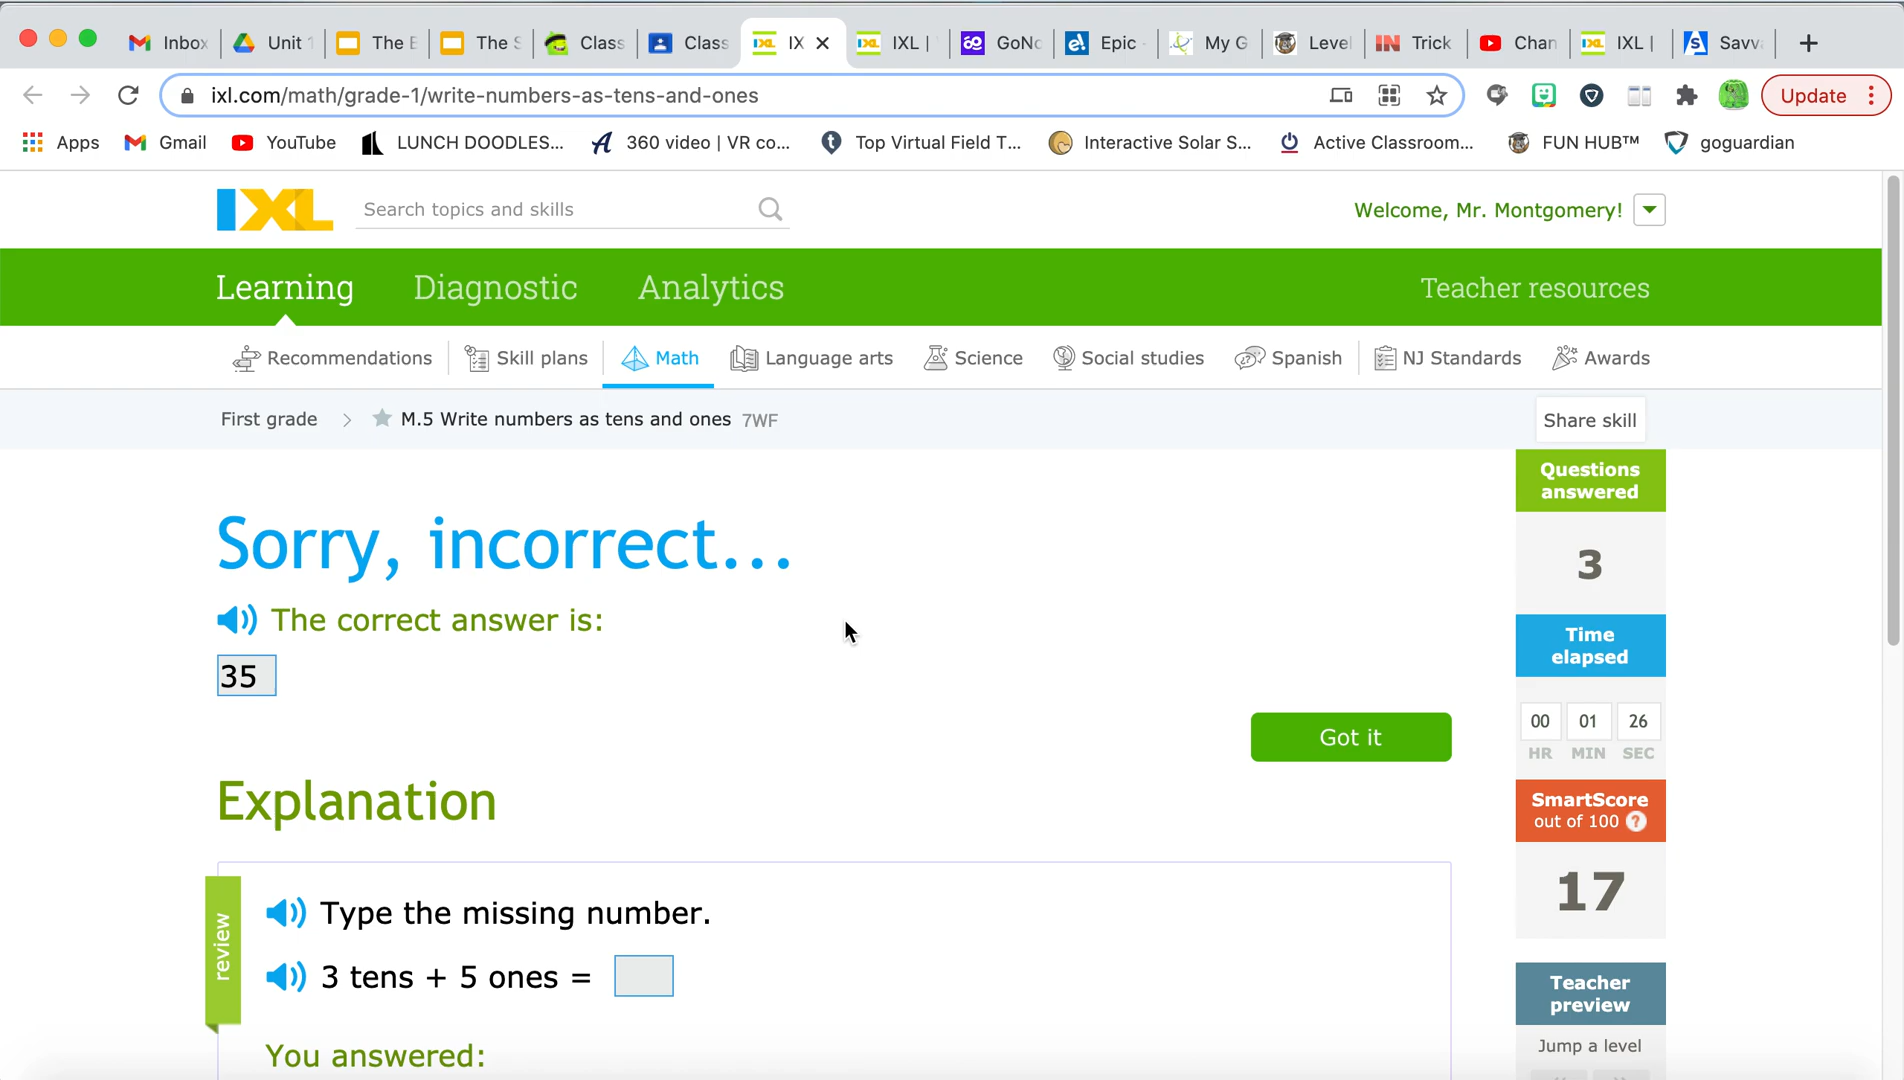 Inbox
Unit 1
The E
The S
Class
Class
IX
IXL |
GoNo
Epic
My G
Level
Trick
Chan
IXL |
Savva
ixl.com/math/grade-1/write-numbers-as-tens-and-ones
Update
Apps
Gmail
YouTube
LUNCH DOODLES...
360 video | VR co...
Top Virtual Field T...
Interactive Solar S...
Active Classroom...
FUN HUB™
goguardian
IXL
Search topics and skills
Welcome, Mr. Montgomery!
Learning
Diagnostic
Analytics
Teacher resources
Recommendations
Skill plans
Math
Language arts
Science
Social studies
Spanish
NJ Standards
Awards
First grade
M.5 Write numbers as tens and ones 7WF
Share skill
Questions
answered
3
Time
elapsed
00 01 26
HR MIN SEC
SmartScore
out of 100 ?
17
Teacher
preview
Jump a level
Sorry, incorrect...
The correct answer is:
35
Got it
Explanation
review
Type the missing number.
3 tens + 5 ones =
You answered: